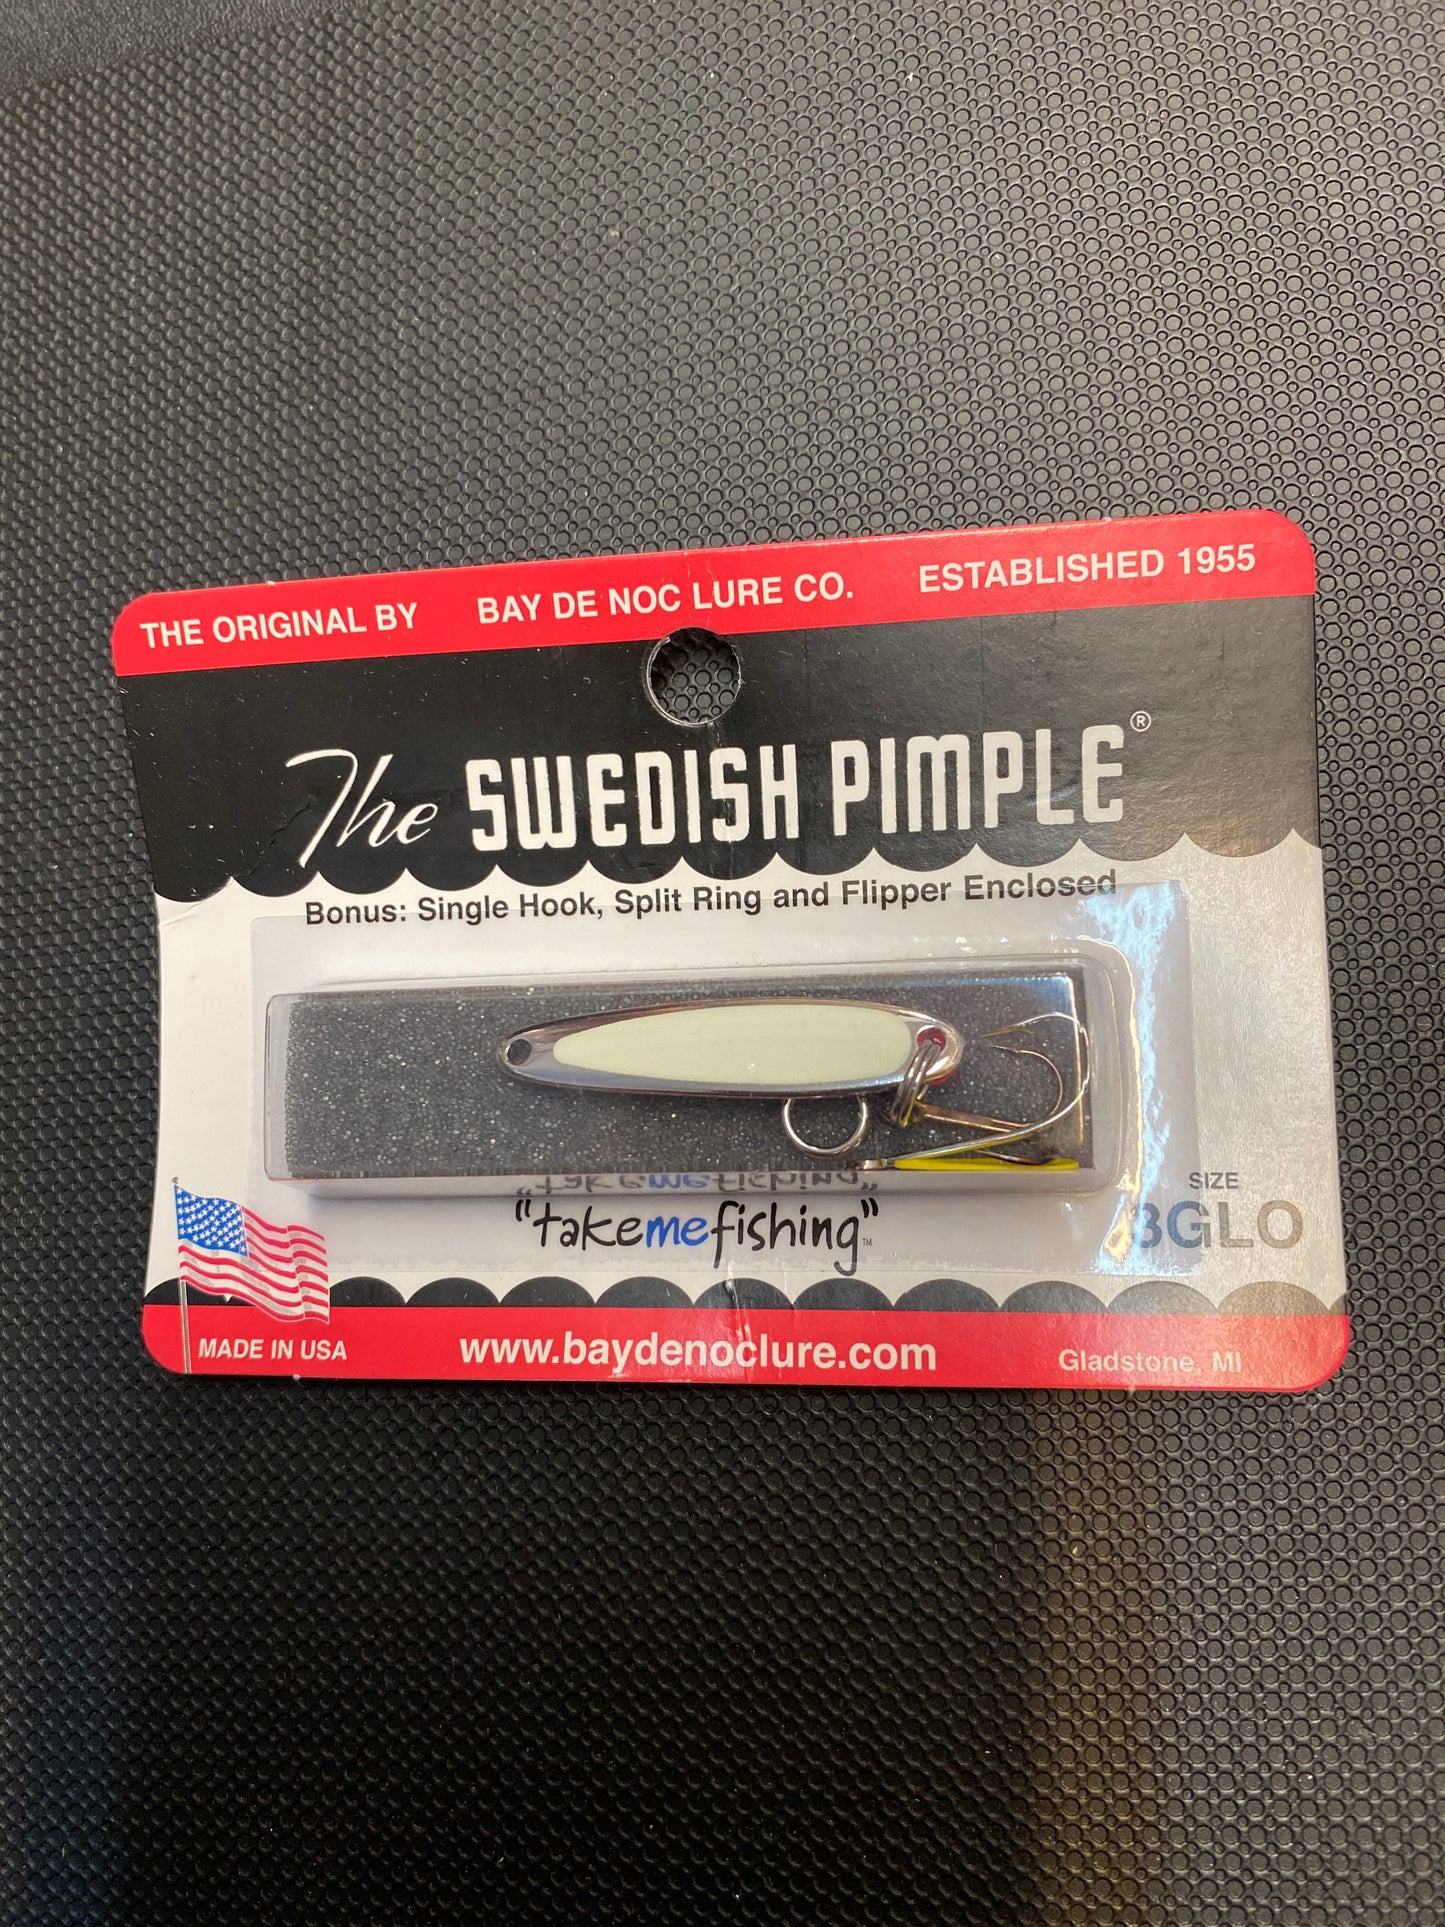 THE ORIGINAL BY BAY DE NOC LURE CO. ESTABLISHED 1955
The SWEDISH PIMPLE®
Bonus: Single Hook, Split Ring and Flipper Enclosed
"takemefishing"™
SIZE
3GLO
MADE IN USA www.baydenoclure.com Gladstone, MI